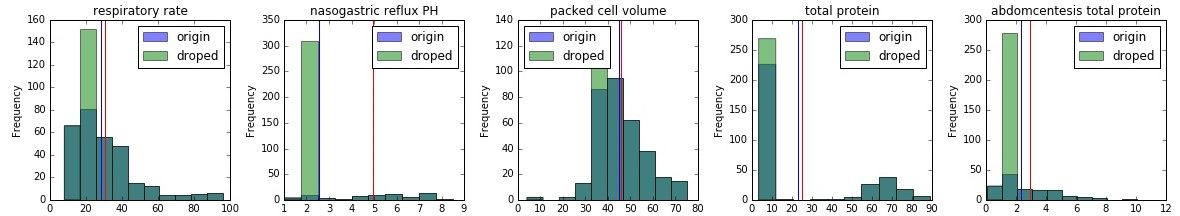 respiratory rate
Frequency
160
140
120
100
80
60
40
20
0
0 20 40 60 80 100
origin
droped
nasogastric reflux PH
Frequency
350
300
250
200
150
100
50
0
1 2 3 4 5 6 7 8 9
origin
droped
packed cell volume
Frequency
140
120
100
80
60
40
20
0
0 10 20 30 40 50 60 70 80
origin
droped
total protein
Frequency
300
250
200
150
100
50
0
0 10 20 30 40 50 60 70 80 90
origin
droped
abdomcentesis total protein
Frequency
300
250
200
150
100
50
0
0 2 4 6 8 10 12
origin
droped